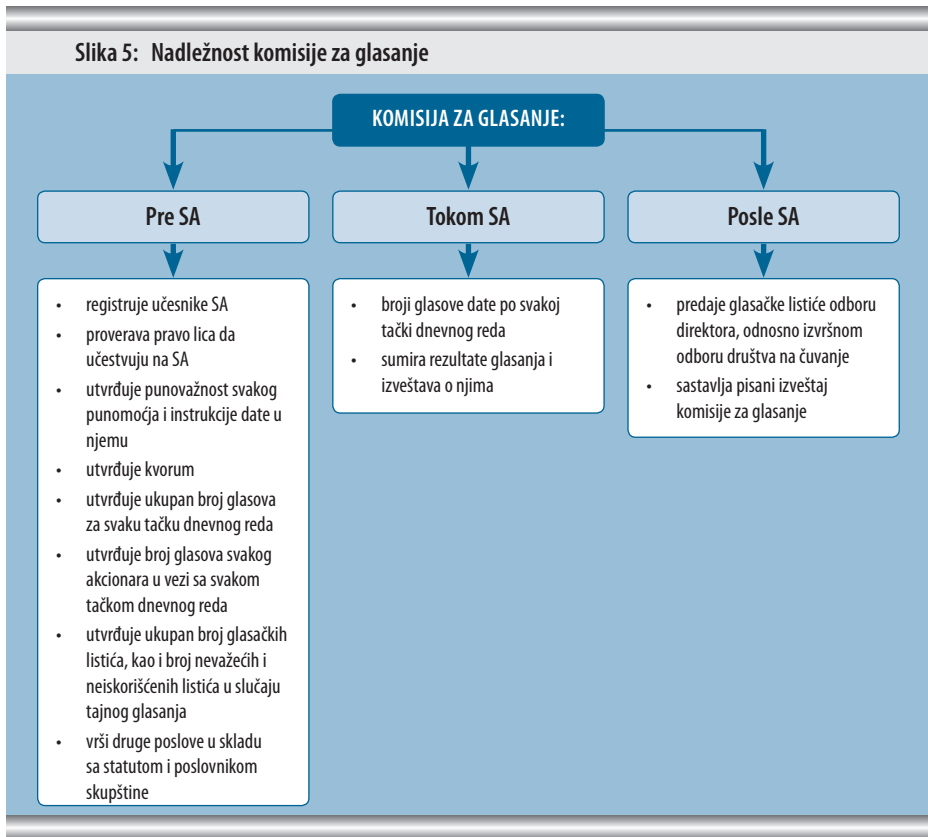 Slika 5: Nadležnost komisije za glasanje
KOMISIJA ZA GLASANJE:
Pre SA
• registruje učesnike SA
• proverava pravo lica da
učestvuju na SA
• utvrđuje punovažnost svakog
punomoćja i instrukcije date u
njemu
• utvrđuje kvorum
• utvrđuje ukupan broj glasova
za svaku tačku dnevnog reda
• utvrđuje broj glasova svakog
akcionara u vezi sa svakom
tačkom dnevnog reda
• utvrđuje ukupan broj glasačkih
listića, kao i broj nevažećih i
neiskorišćenih listića u slučaju
tajnog glasanja
• vrši druge poslove u skladu
sa statutom i poslovnikom
skupštine
Tokom SA
• broji glasove date po svakoj
tački dnevnog reda
• sumira rezultate glasanja i
izveštava o njima
Posle SA
• predaje glasačke listiće odboru
direktora, odnosno izvršnom
odboru društva na čuvanje
• sastavlja pisani izveštaj
komisije za glasanje